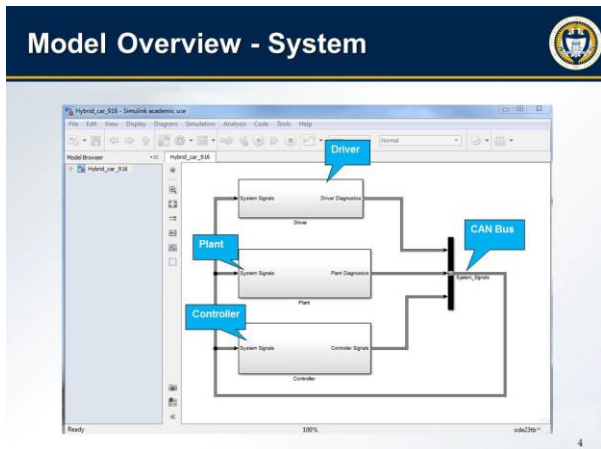 Model Overview - System
Hybrid_car_916 - Simulink academic use
File Edit View Display Diagram Simulation Analysis Code Tools Help
Normal
Model Browser
Hybrid_car_916
Hybrid_car_916
Driver
System Signals
Driver Diagnostics
Driver
CAN Bus
Plant
System Signals
Plant Diagnostics
System_Signals
Plant
Controller
System Signals
Controller Signals
Controller
Ready
100%
ode23tb
4